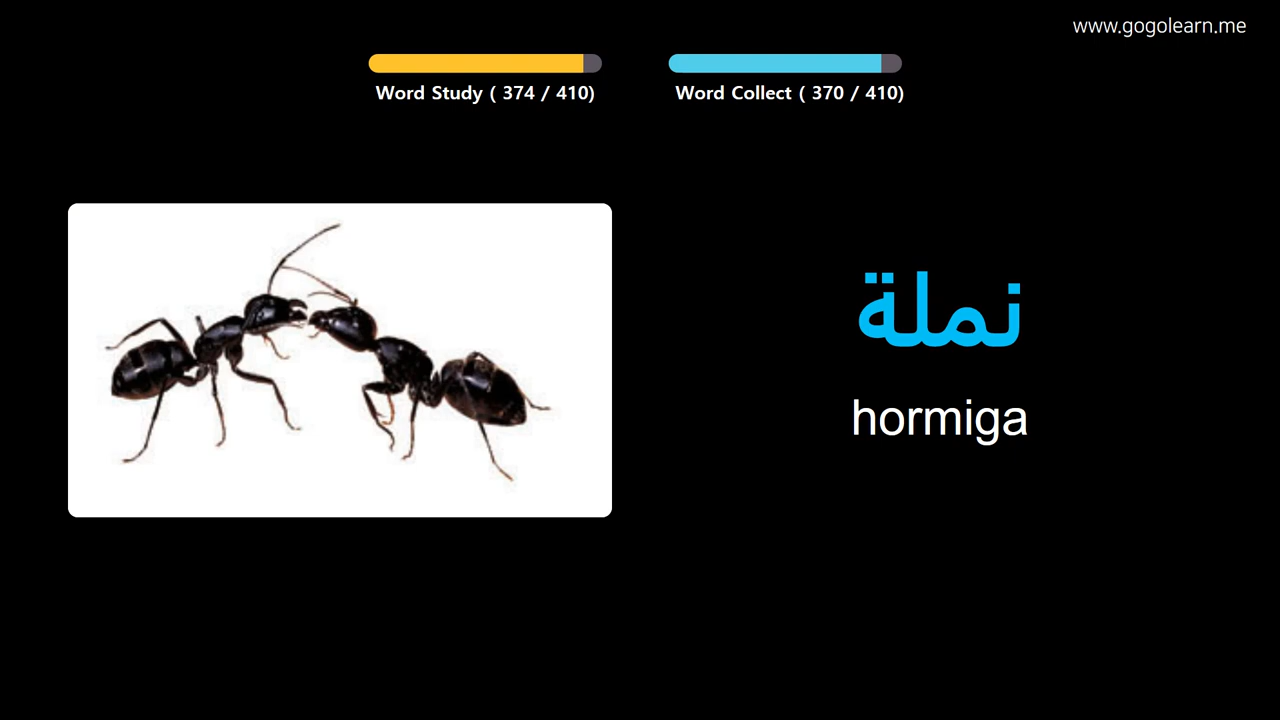 www.gogolearn.me
Word Study ( 374 / 410)
Word Collect ( 370 / 410)
نملة
hormiga